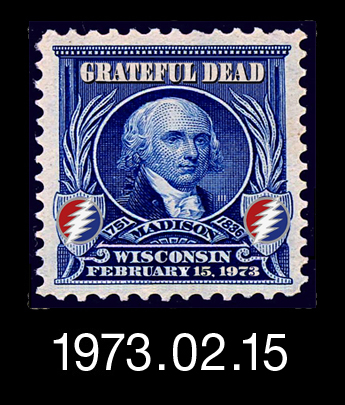 GRATEFUL DEAD
1751 MADISON 1836
WISCONSIN
FEBRUARY 15, 1973
1973.02.15